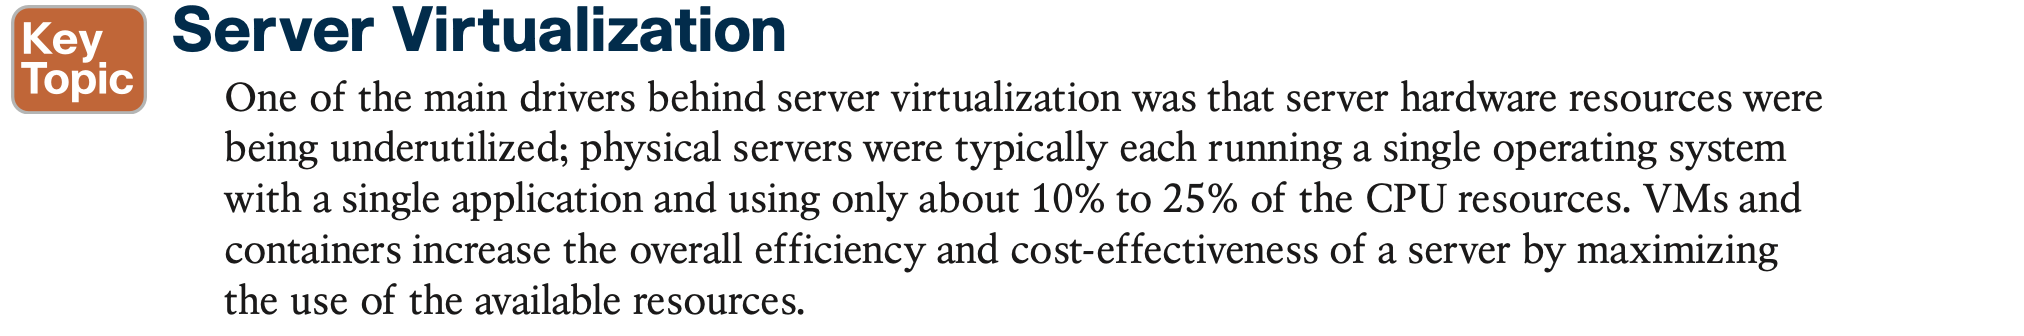 Key
Topic
Server Virtualization
One of the main drivers behind server virtualization was that server hardware resources were
being underutilized; physical servers were typically each running a single operating system
with a single application and using only about 10% to 25% of the CPU resources. VMs and
containers increase the overall efficiency and cost-effectiveness of a server by maximizing
the use of the available resources.